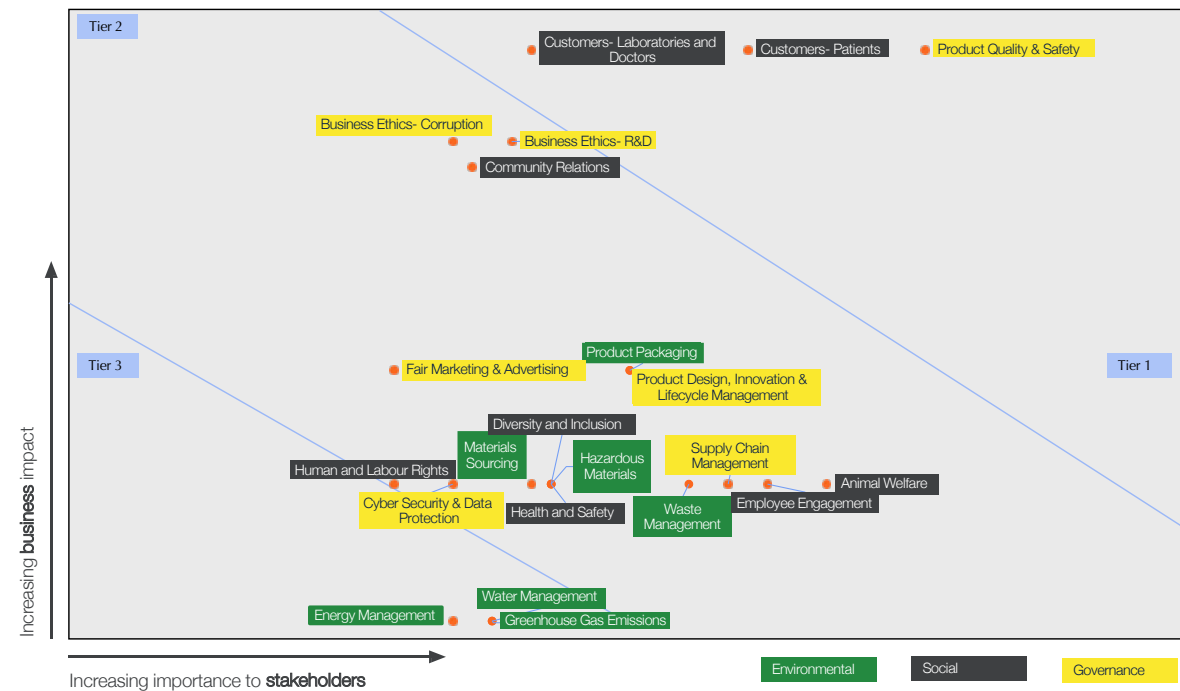 Tier 2
Customers- Laboratories and
Doctors
Customers- Patients
Product Quality & Safety
Business Ethics- Corruption
Business Ethics- R&D
Community Relations
Product Packaging
Tier 3
Fair Marketing & Advertising
Tier 1
Product Design, Innovation &
Lifecycle Management
Diversity and Inclusion
Materials
Sourcing
Hazardous
Materials
Supply Chain
Management
Human and Labour Rights
Animal Welfare
Cyber Security & Data
Protection
Health and Safety
Waste
Management
Employee Engagement
Water Management
Energy Management
Greenhouse Gas Emissions
Increasing business impact
Increasing importance to stakeholders
Environmental
Social
Governance